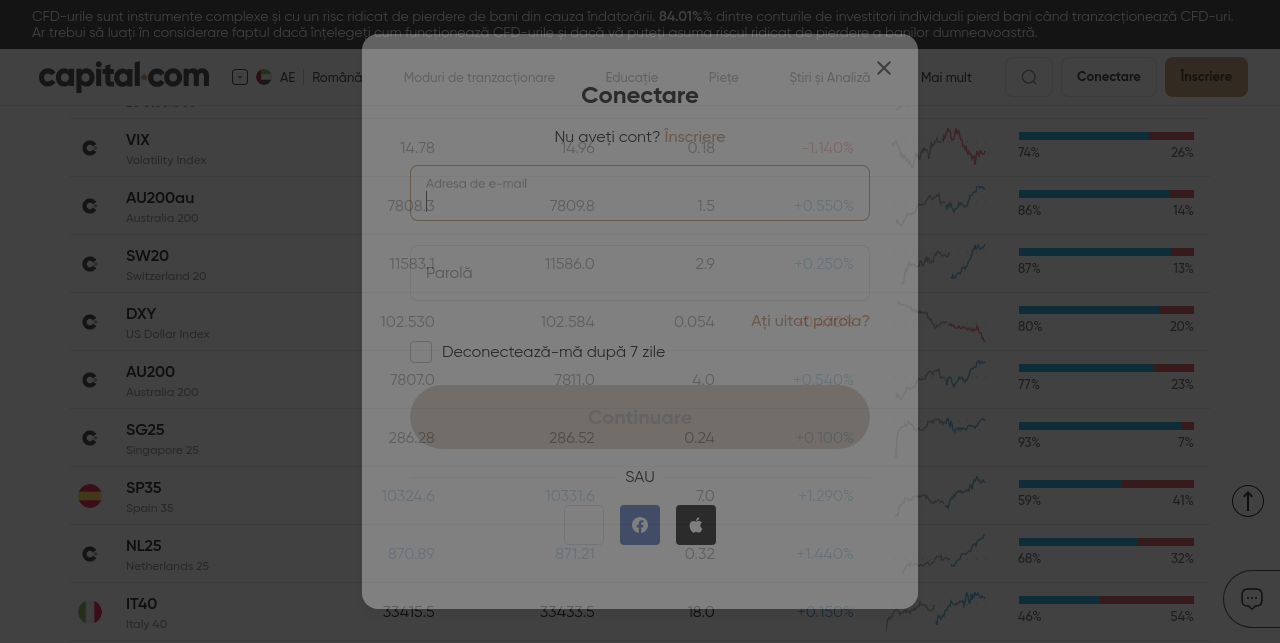 CFD-urile sunt instrumente complexe și cu un risc ridicat de pierdere de bani din cauza îndatorării. 84.01%% dintre conturile de investitori individuali pierd bani când tranzacționează CFD-uri.
Ar trebui să luați în considerare faptul dacă înțelegeți cum funcționează CFD-urile și dacă vă puteți asuma riscul ridicat de pierdere a banilor dumneavoastră.
capital.com AE Română Moduri de tranzacționare Educație Piețe Știri și Analiză Mai mult Conectare Înscriere
Conectare
Nu aveți cont? Înscriere
Adresa de e-mail
Parolă
Ați uitat parola?
Deconectează-mă după 7 zile
Continuare
SAU
VIX 14.78 14.96 0.18 -1.140%
Volatility Index 74% 26%
AU200au 7808.3 7809.8 1.5 +0.550%
Australia 200 86% 14%
SW20 11583.1 11586.0 2.9 +0.250%
Switzerland 20 87% 13%
DXY 102.530 102.584 0.054
US Dollar Index 80% 20%
AU200 7807.0 7811.0 4.0 +0.540%
Australia 200 77% 23%
SG25 286.28 286.52 0.24 +0.100%
Singapore 25 93% 7%
SP35 10324.6 10331.6 7.0 +1.290%
Spain 35 59% 41%
NL25 870.89 871.21 0.32 +1.440%
Netherlands 25 68% 32%
IT40 33415.5 33433.5 18.0 +0.150%
Italy 40 46% 54%